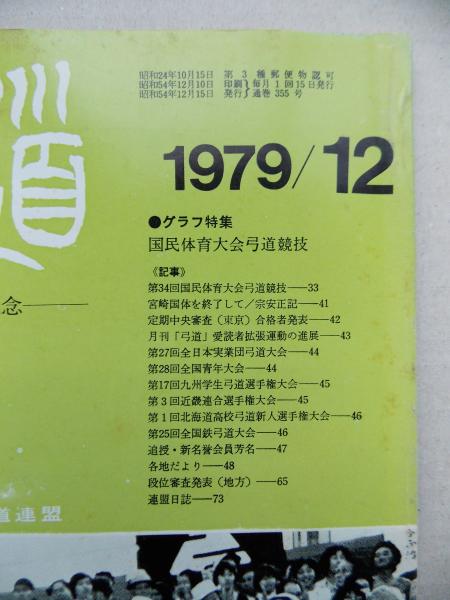 昭和24年10月15日 第3種郵便物認可
昭和54年12月10日 印刷 毎月1回15日発行
昭和54年12月15日 発行 通巻355号
道
1979/12
●グラフ特集
国民体育大会弓道競技
《記事》
第34回国民体育大会弓道競技——33
宮崎国体を終了して/宗安正記——41
定期中央審査(東京)合格者発表——42
月刊「弓道」愛読者拡張運動の進展——43
第27回全日本実業団弓道大会——44
第28回全国青年大会——44
第17回九州学生弓道選手権大会——45
第3回近畿連合選手権大会——45
第1回北海道高校弓道新人選手権大会——46
第25回全国鉄弓道大会——46
追授・新名誉会員芳名——47
各地だより——48
段位審査発表(地方)——65
連盟日誌——73
念——
道連盟